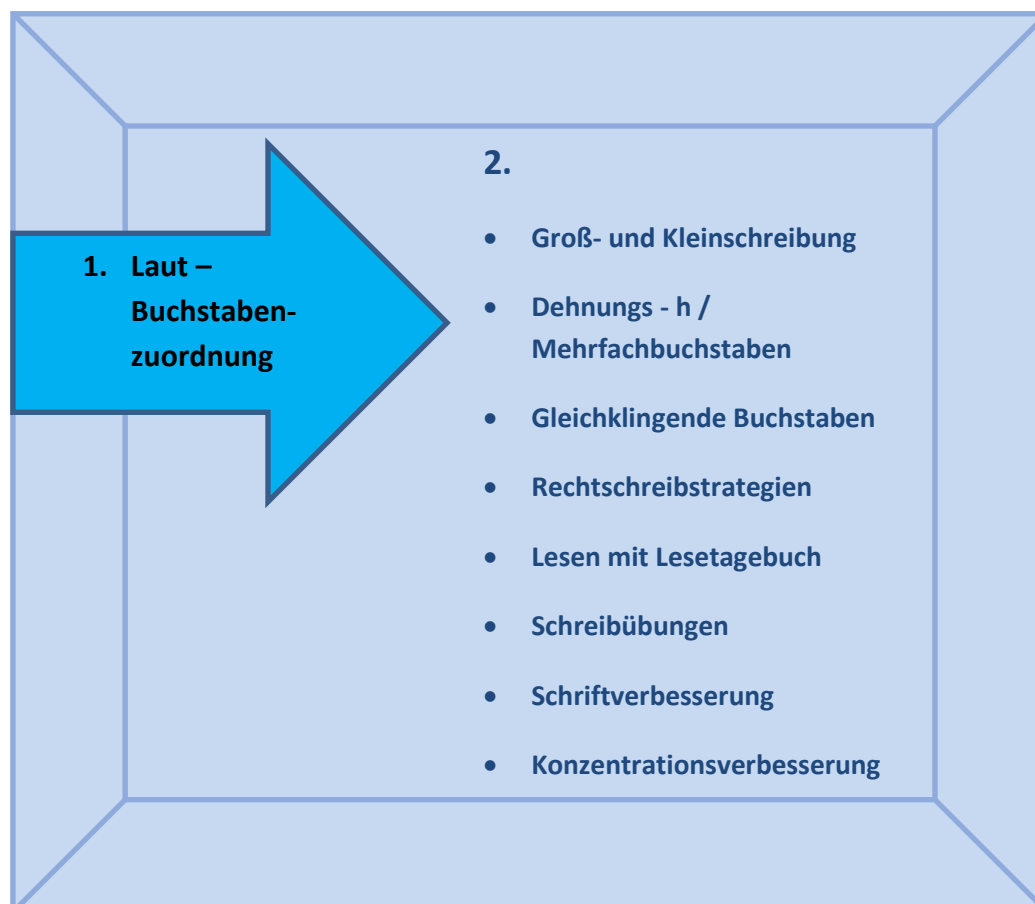 1. Laut –
Buchstaben-
zuordnung
2.
• Groß- und Kleinschreibung
• Dehnungs - h /
Mehrfachbuchstaben
• Gleichklingende Buchstaben
• Rechtschreibstrategien
• Lesen mit Lesetagebuch
• Schreibübungen
• Schriftverbesserung
• Konzentrationsverbesserung